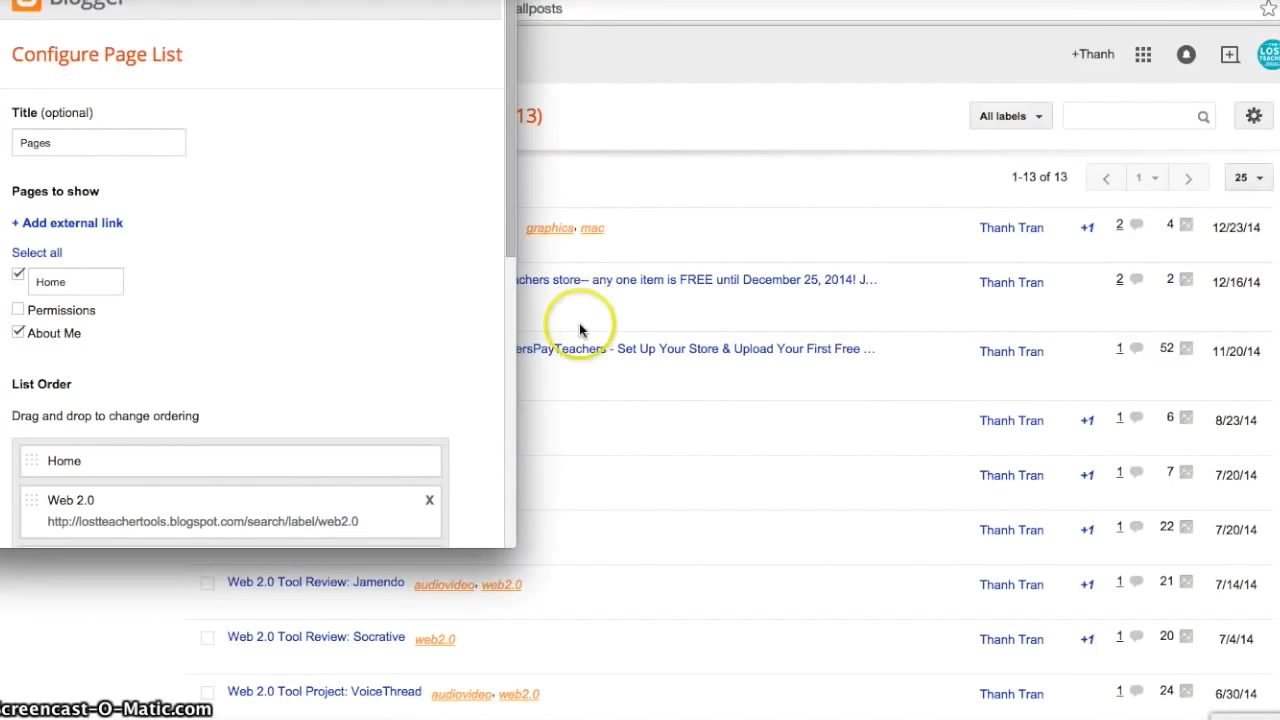 Blogger
allposts
Configure Page List
+Thanh
Title (optional)
Pages
13)
All labels
Pages to show
1-13 of 13
1
25
+ Add external link
graphics, mac
Thanh Tran +1 2 4 12/23/14
Select all
Home
chers store-- any one item is FREE until December 25, 2014! J...
Thanh Tran +1 2 2 12/16/14
Permissions
About Me
ersPayTeachers - Set Up Your Store & Upload Your First Free ...
Thanh Tran +1 1 52 11/20/14
List Order
Drag and drop to change ordering
Thanh Tran +1 1 6 8/23/14
Home
Thanh Tran +1 1 7 7/20/14
Web 2.0 X
http://lostteachertools.blogspot.com/search/label/web2.0
Thanh Tran +1 1 22 7/20/14
Web 2.0 Tool Review: Jamendo audiovideo, web2.0 Thanh Tran +1 1 21 7/14/14
Web 2.0 Tool Review: Socrative web2.0 Thanh Tran +1 1 20 7/4/14
Web 2.0 Tool Project: VoiceThread audiovideo, web2.0 Thanh Tran +1 1 24 6/30/14
creencast-O-Matic.com